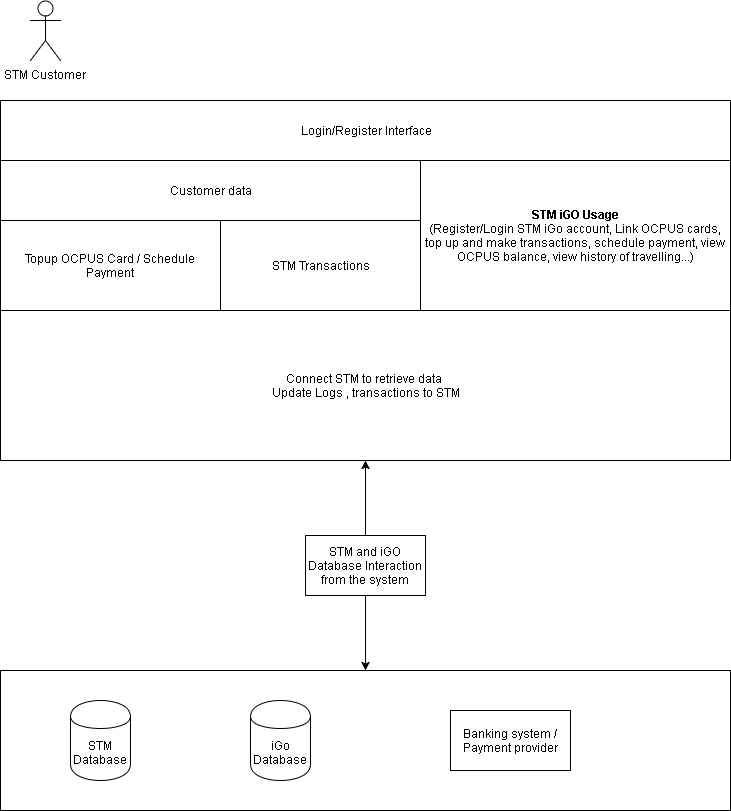 STM Customer
Login/Register Interface
Customer data
STM iGO Usage
(Register/Login STM iGo account, Link OCPUS cards,
top up and make transactions, schedule payment, view
OCPUS balance, view history of travelling...)
Topup OCPUS Card / Schedule
Payment
STM Transactions
Connect STM to retrieve data
Update Logs , transactions to STM
STM and iGO
Database Interaction
from the system
STM
Database
iGo
Database
Banking system /
Payment provider